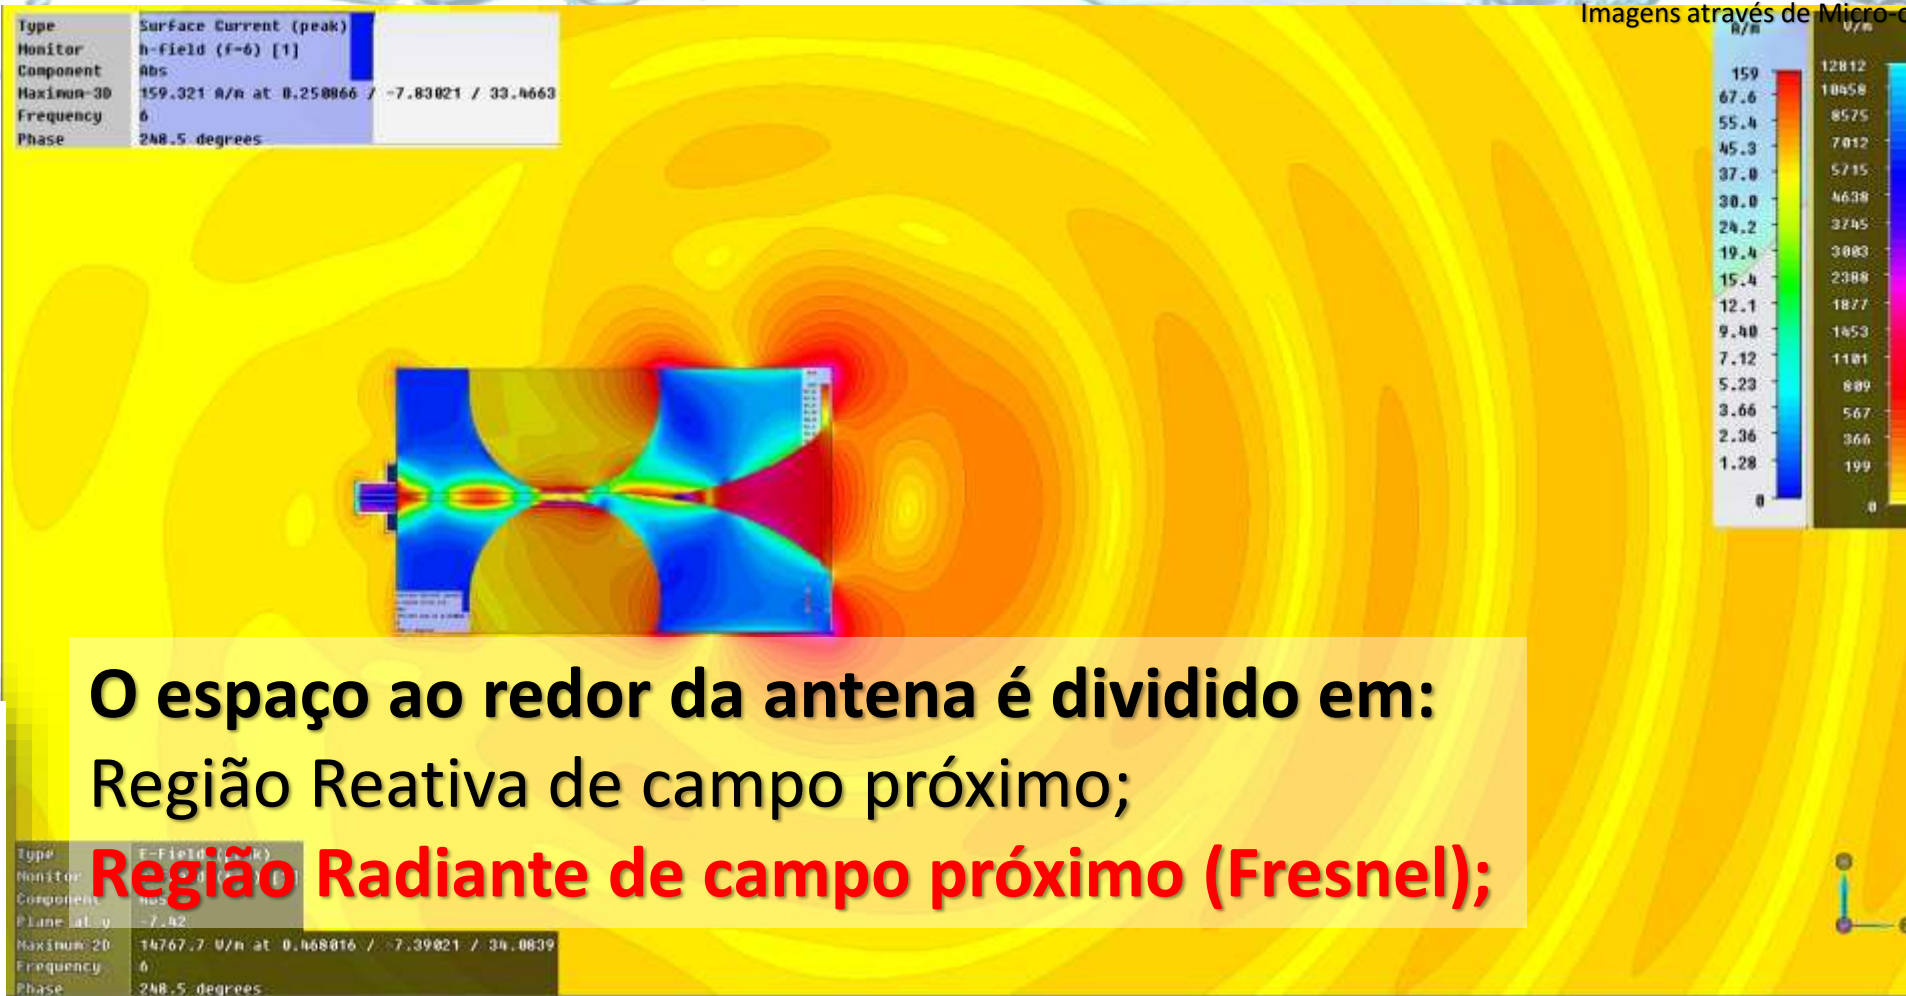 Imagens através de Micro-
Type Surface Current (peak)
Monitor h-field (f=6) [1]
Component Abs
Maximum-3D 159.321 A/m at 0.250866 / -7.83021 / 33.4663
Frequency 6
Phase 248.5 degrees
A/m
159
67.6
55.4
45.3
37.0
30.0
24.2
19.4
15.4
12.1
9.40
7.12
5.23
3.66
2.36
1.28
0
V/m
12812
10458
8575
7012
5715
4638
3745
3003
2388
1877
1453
1101
809
567
366
199
0
O espaço ao redor da antena é dividido em:
Região Reativa de campo próximo;
Região Radiante de campo próximo (Fresnel);
Type E-Field (peak)
Monitor
Component Abs
Plane at y -7.42
Maximum-2D 14767.7 V/m at 0.468016 / -7.39021 / 34.0839
Frequency 6
Phase 248.5 degrees